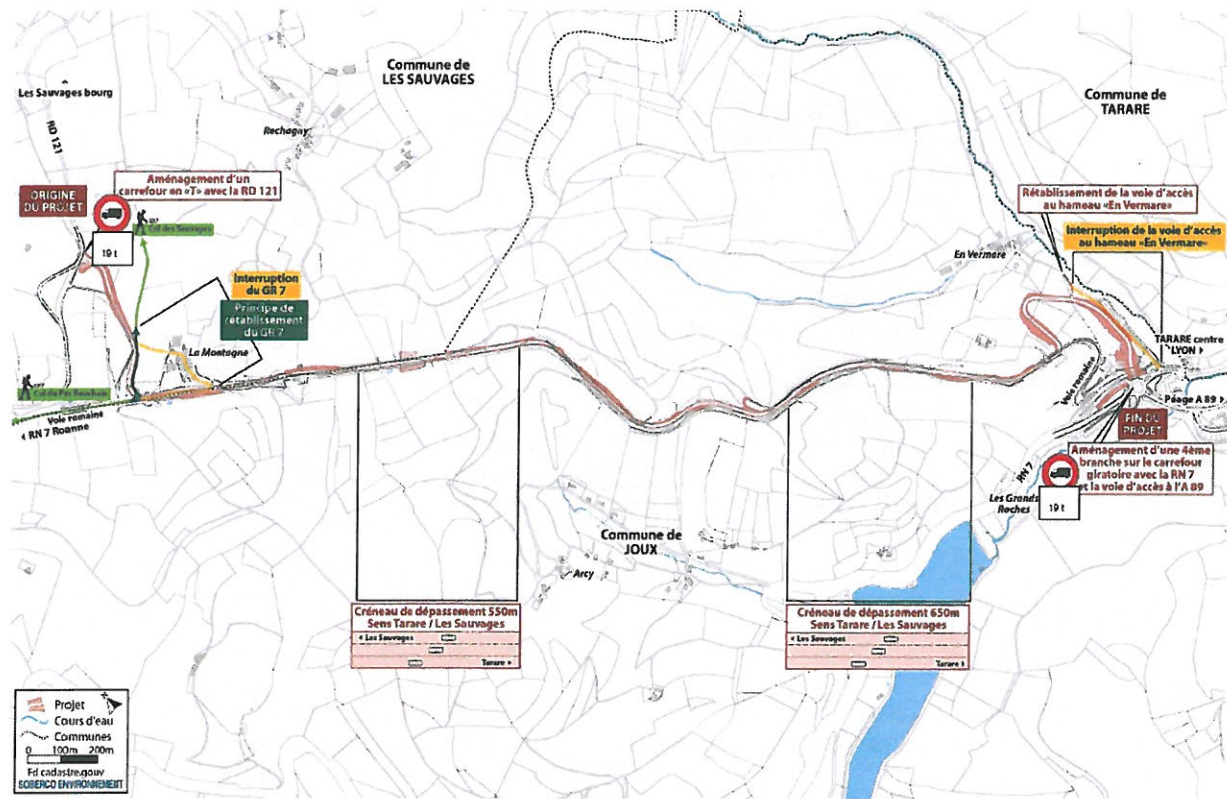 Commune de
LES SAUVAGES
Les Sauvages bourg
RD 121
Rechagny
Commune de
TARARE
Aménagement d'un
carrefour en «T» avec la RD 121
ORIGINE
DU PROJET
19 t
Col des Sauvages
Interruption
du GR 7
Principe de
rétablissement
du GR 7
La Montagne
Voie romaine
< RN 7 Roanne
Rétablissement de la voie d'accès
au hameau «En Vermare»
Interruption de la voie d'accès
au hameau «En Vermare»
En Vermare
TARARE centre
LYON >
Voie romaine
Péage A 89 >
FIN DU
PROJET
Aménagement d'une 4ème
branche sur le carrefour
giratoire avec la RN 7
et la voie d'accès à l'A 89
19 t
RN 7
Les Grands
Roches
Commune de
JOUX
Arcy
Créneau de dépassement 550m
Sens Tarare / Les Sauvages
< Les Sauvages
Tarare >
Créneau de dépassement 650m
Sens Tarare / Les Sauvages
< Les Sauvages
Tarare >
N
Projet
Cours d'eau
Communes
0 100m 200m
Fd cadastre.gouv
SOBERCO ENVIRONNEMENT